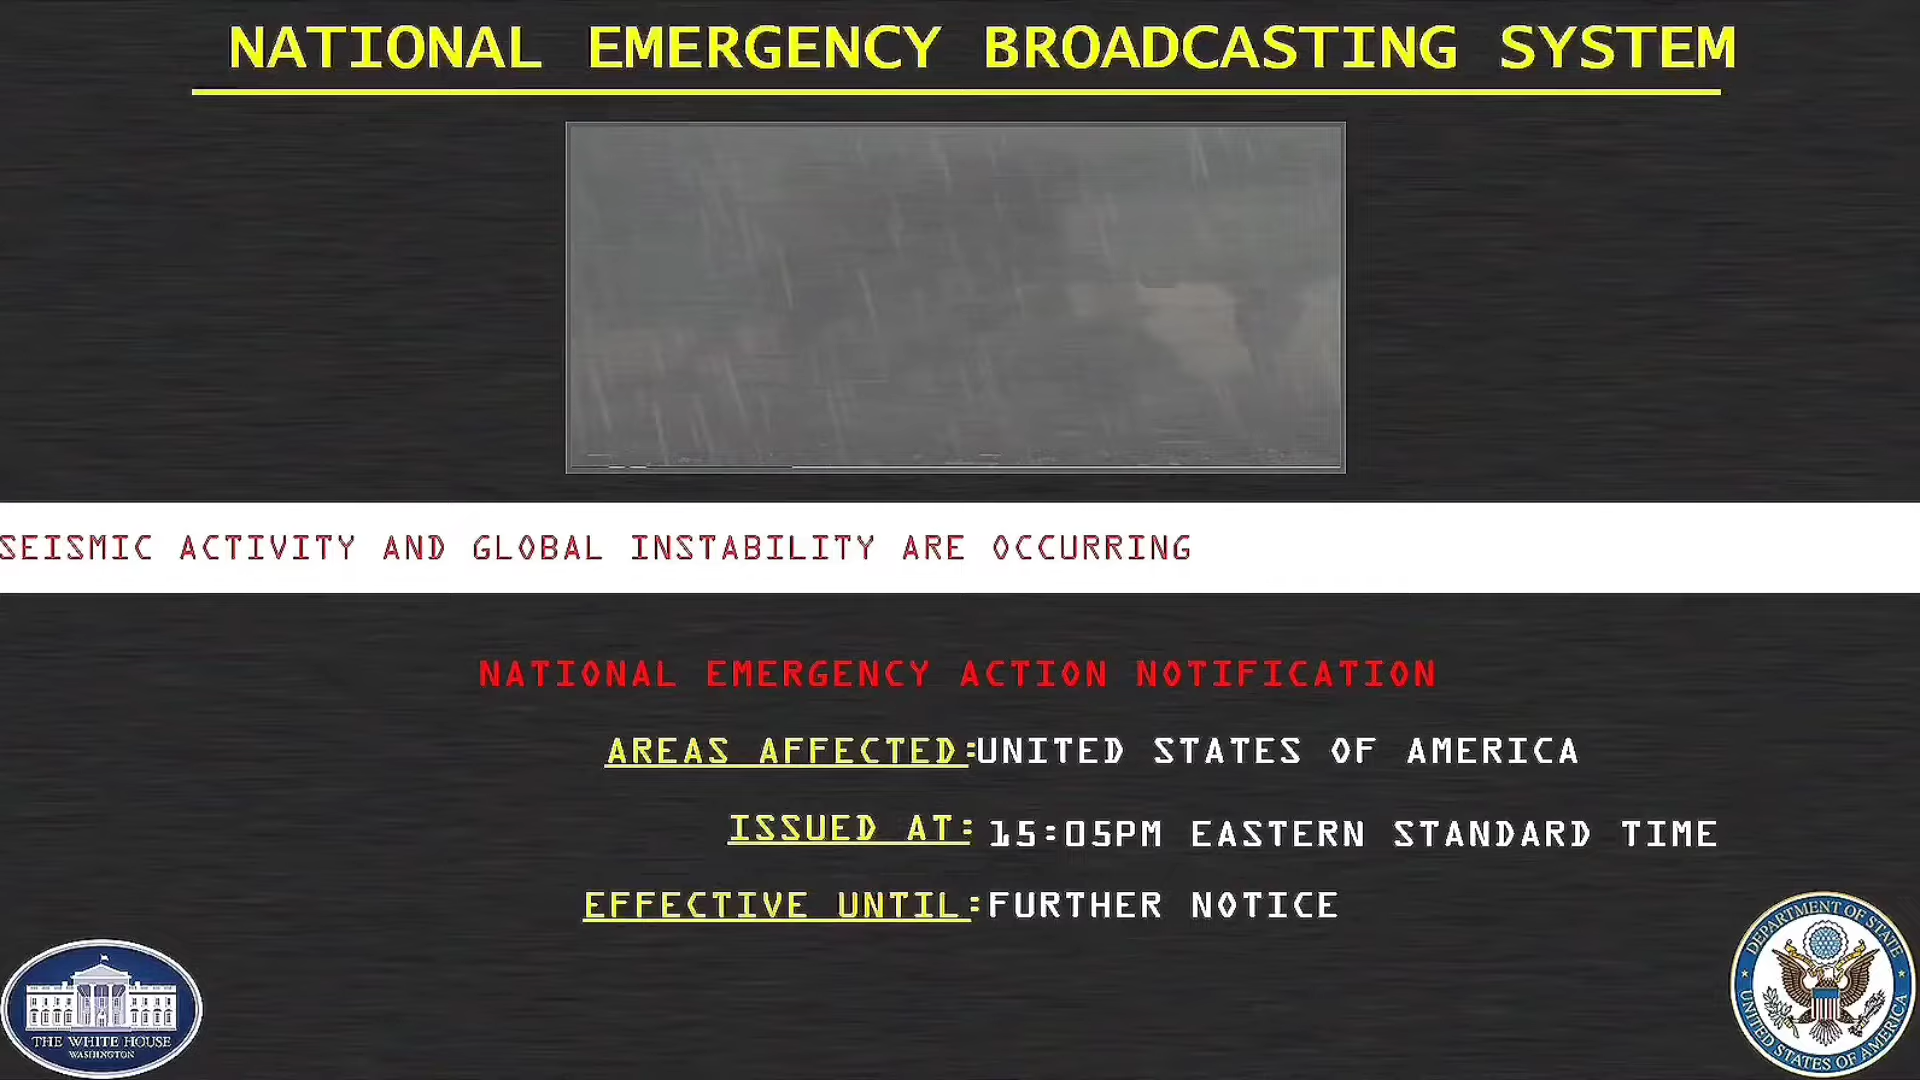 NATIONAL EMERGENCY BROADCASTING SYSTEM
SEISMIC ACTIVITY AND GLOBAL INSTABILITY ARE OCCURRING
NATIONAL EMERGENCY ACTION NOTIFICATION
AREAS AFFECTED:UNITED STATES OF AMERICA
ISSUED AT: 15:05PM EASTERN STANDARD TIME
EFFECTIVE UNTIL:FURTHER NOTICE
THE WHITE HOUSE
WASHINGTON
DEPARTMENT OF STATE
UNITED STATES OF AMERICA